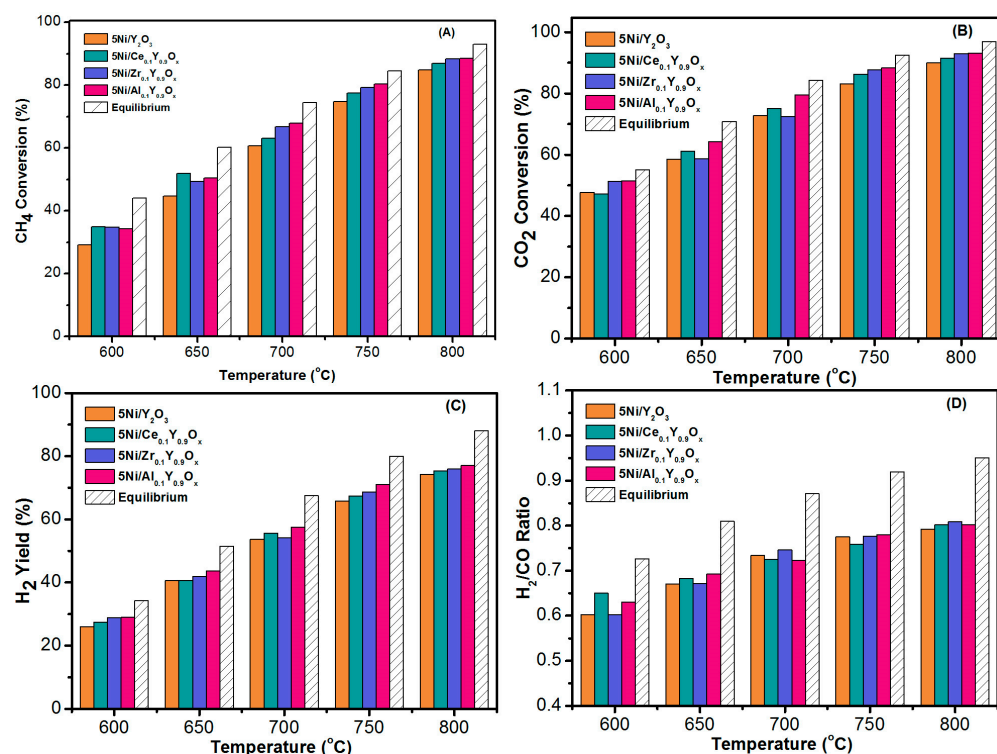 (A)
5Ni/Y₂O₃
5Ni/Ce₀.₁Y₀.₉Oₓ
5Ni/Zr₀.₁Y₀.₉Oₓ
5Ni/Al₀.₁Y₀.₉Oₓ
Equilibrium
CH₄ Conversion (%)
100
80
60
40
20
0
600 650 700 750 800
Temperature (°C)
(B)
5Ni/Y₂O₃
5Ni/Ce₀.₁Y₀.₉Oₓ
5Ni/Zr₀.₁Y₀.₉Oₓ
5Ni/Al₀.₁Y₀.₉Oₓ
Equilibrium
CO₂ Conversion (%)
100
80
60
40
20
0
600 650 700 750 800
Temperature (°C)
(C)
5Ni/Y₂O₃
5Ni/Ce₀.₁Y₀.₉Oₓ
5Ni/Zr₀.₁Y₀.₉Oₓ
5Ni/Al₀.₁Y₀.₉Oₓ
Equilibrium
H₂ Yield (%)
100
80
60
40
20
0
600 650 700 750 800
Temperature (°C)
(D)
5Ni/Y₂O₃
5Ni/Ce₀.₁Y₀.₉Oₓ
5Ni/Zr₀.₁Y₀.₉Oₓ
5Ni/Al₀.₁Y₀.₉Oₓ
Equilibrium
H₂/CO Ratio
1.1
1.0
0.9
0.8
0.7
0.6
0.5
0.4
600 650 700 750 800
Temperature (°C)